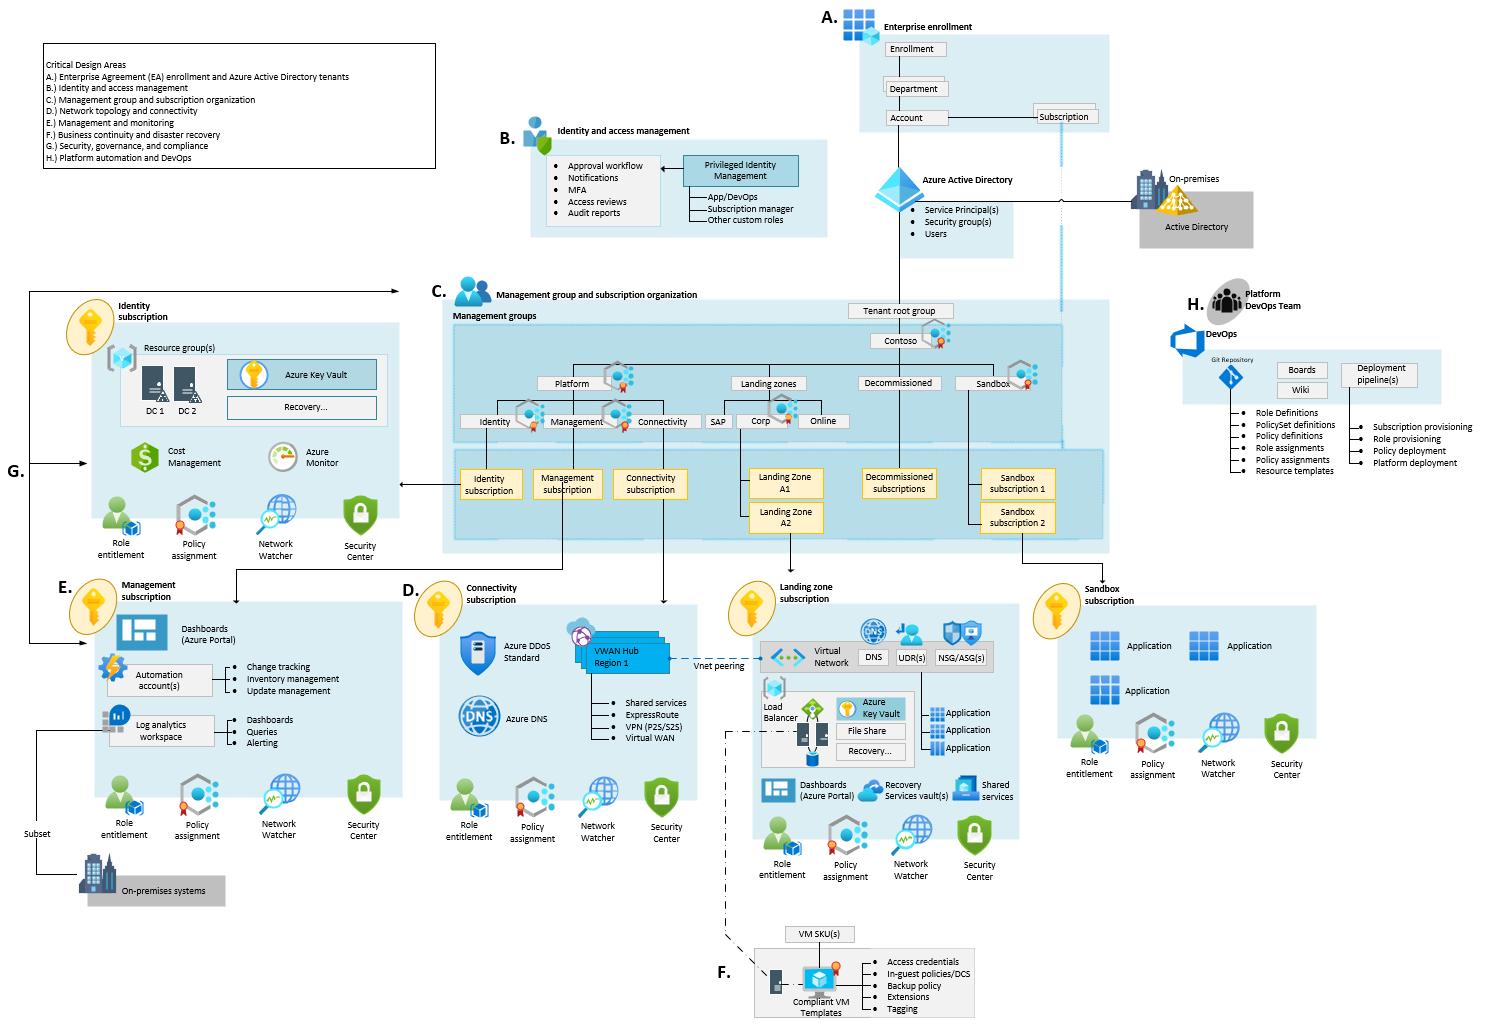 A.
Enterprise enrollment
Enrollment
Department
Account
Subscription
Critical Design Areas
A.) Enterprise Agreement (EA) enrollment and Azure Active Directory tenants
B.) Identity and access management
C.) Management group and subscription organization
D.) Network topology and connectivity
E.) Management and monitoring
F.) Business continuity and disaster recovery
G.) Security, governance, and compliance
H.) Platform automation and DevOps
B.
Identity and access management
Approval workflow
Notifications
MFA
Access reviews
Audit reports
Privileged Identity
Management
App/DevOps
Subscription manager
Other custom roles
Azure Active Directory
Service Principal(s)
Security group(s)
Users
On-premises
Active Directory
G.
Identity
subscription
Resource group(s)
DC 1
DC 2
Azure Key Vault
Recovery...
Cost
Management
Azure
Monitor
Role
entitlement
Policy
assignment
Network
Watcher
Security
Center
C.
Management group and subscription organization
Management groups
Tenant root group
Contoso
Platform
Landing zones
Decommissioned
Sandbox
Identity
Management
Connectivity
SAP
Corp
Online
Identity
subscription
Management
subscription
Connectivity
subscription
Landing Zone
A1
Landing Zone
A2
Decommissioned
subscriptions
Sandbox
subscription 1
Sandbox
subscription 2
H.
Platform
DevOps Team
DevOps
Git Repository
Boards
Wiki
Deployment
pipeline(s)
Role Definitions
PolicySet definitions
Policy definitions
Role assignments
Policy assignments
Resource templates
Subscription provisioning
Role provisioning
Policy deployment
Platform deployment
E.
Management
subscription
Dashboards
(Azure Portal)
Automation
account(s)
Change tracking
Inventory management
Update management
Log analytics
workspace
Dashboards
Queries
Alerting
Role
entitlement
Policy
assignment
Network
Watcher
Security
Center
Subset
On-premises systems
D.
Connectivity
subscription
Azure DDoS
Standard
Azure DNS
DNS
VWAN Hub
Region 1
Shared services
ExpressRoute
VPN (P2S/S2S)
Virtual WAN
Vnet peering
Role
entitlement
Policy
assignment
Network
Watcher
Security
Center
Landing zone
subscription
Virtual
Network
DNS
DNS
UDR(s)
NSG/ASG(s)
Load
Balancer
Azure
Key Vault
File Share
Recovery...
Application
Application
Application
Dashboards
(Azure Portal)
Recovery
Services vault(s)
Shared
services
Role
entitlement
Policy
assignment
Network
Watcher
Security
Center
Sandbox
subscription
Application
Application
Application
Role
entitlement
Policy
assignment
Network
Watcher
Security
Center
F.
VM SKU(s)
Compliant VM
Templates
Access credentials
In-guest policies/DCS
Backup policy
Extensions
Tagging